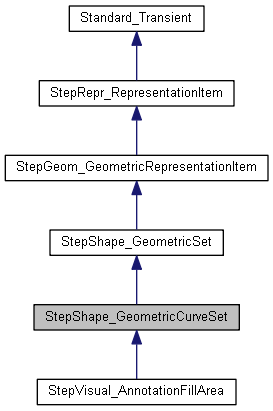 Standard_Transient
StepRepr_RepresentationItem
StepGeom_GeometricRepresentationItem
StepShape_GeometricSet
StepShape_GeometricCurveSet
StepVisual_AnnotationFillArea